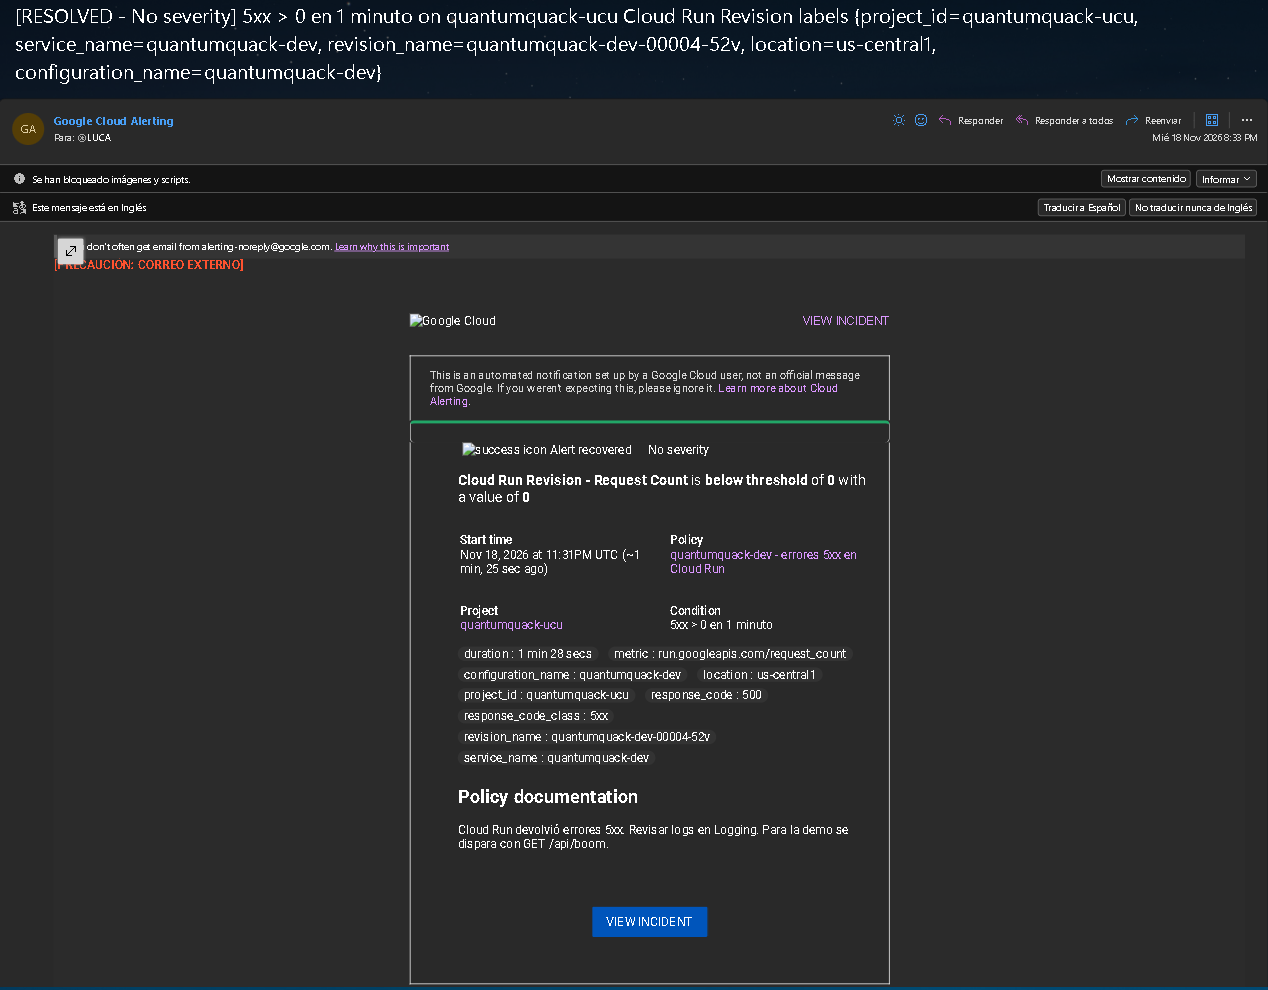 [RESOLVED - No severity] 5xx > 0 en 1 minuto on quantumquack-ucu Cloud Run Revision labels {project_id=quantumquack-ucu,
service_name=quantumquack-dev, revision_name=quantumquack-dev-00004-52v, location=us-central1,
configuration_name=quantumquack-dev}
GA
Google Cloud Alerting
Para: @LUCA
Responder
Responder a todos
Reenviar
Mié 18 Nov 2026 8:33 PM
Se han bloqueado imágenes y scripts.
Mostrar contenido
Informar
Este mensaje está en Inglés
Traducir a Español
No traducir nunca de Inglés
don't often get email from alerting-noreply@google.com. Learn why this is important
[PRECAUCION: CORREO EXTERNO]
Google Cloud
VIEW INCIDENT
This is an automated notification set up by a Google Cloud user, not an official message
from Google. If you weren't expecting this, please ignore it. Learn more about Cloud
Alerting.
success icon Alert recovered No severity
Cloud Run Revision - Request Count is below threshold of 0 with
a value of 0
Start time
Nov 18, 2026 at 11:31PM UTC (~1
min, 25 sec ago)
Policy
quantumquack-dev - errores 5xx en
Cloud Run
Project
quantumquack-ucu
Condition
5xx > 0 en 1 minuto
duration : 1 min 28 secs metric : run.googleapis.com/request_count
configuration_name : quantumquack-dev location : us-central1
project_id : quantumquack-ucu response_code : 500
response_code_class : 5xx
revision_name : quantumquack-dev-00004-52v
service_name : quantumquack-dev
Policy documentation
Cloud Run devolvió errores 5xx. Revisar logs en Logging. Para la demo se
dispara con GET /api/boom.
VIEW INCIDENT